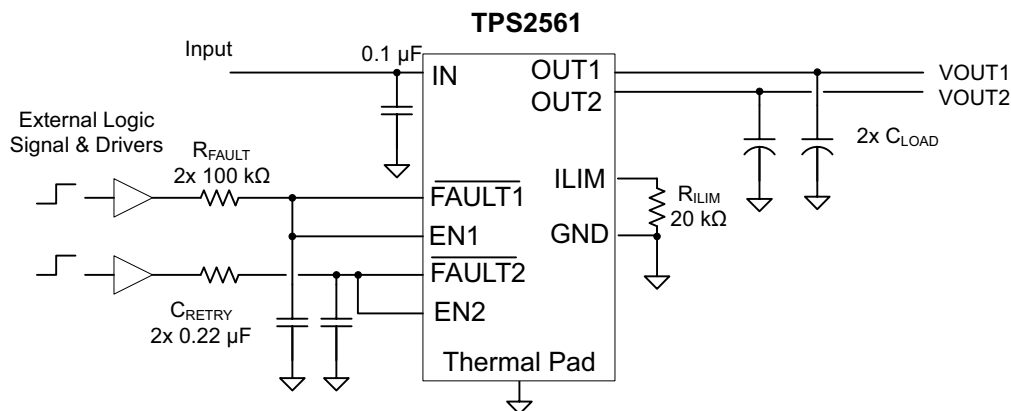 TPS2561
Input
0.1 µF
IN
OUT1
OUT2
VOUT1
VOUT2
External Logic
Signal & Drivers
2x CLOAD
RFAULT
2x 100 kΩ
FAULT1
EN1
FAULT2
EN2
ILIM
GND
RILIM
20 kΩ
CRETRY
2x 0.22 µF
Thermal Pad